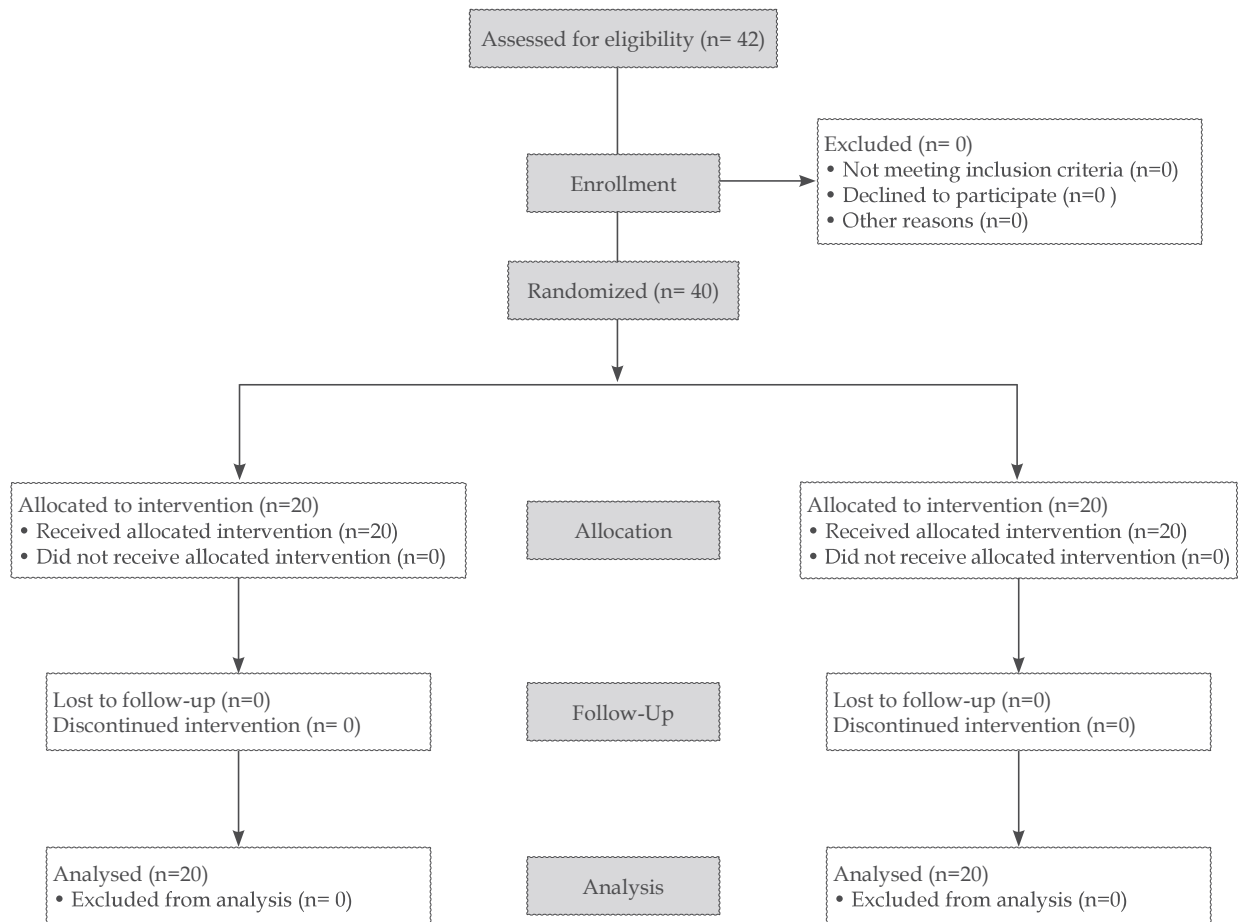 Assessed for eligibility (n= 42)
Excluded (n= 0)
• Not meeting inclusion criteria (n=0)
• Declined to participate (n=0 )
• Other reasons (n=0)
Enrollment
Randomized (n= 40)
Allocated to intervention (n=20)
• Received allocated intervention (n=20)
• Did not receive allocated intervention (n=0)
Allocation
Allocated to intervention (n=20)
• Received allocated intervention (n=20)
• Did not receive allocated intervention (n=0)
Lost to follow-up (n=0)
Discontinued intervention (n= 0)
Follow-Up
Lost to follow-up (n=0)
Discontinued intervention (n=0)
Analysed (n=20)
• Excluded from analysis (n= 0)
Analysis
Analysed (n=20)
• Excluded from analysis (n=0)